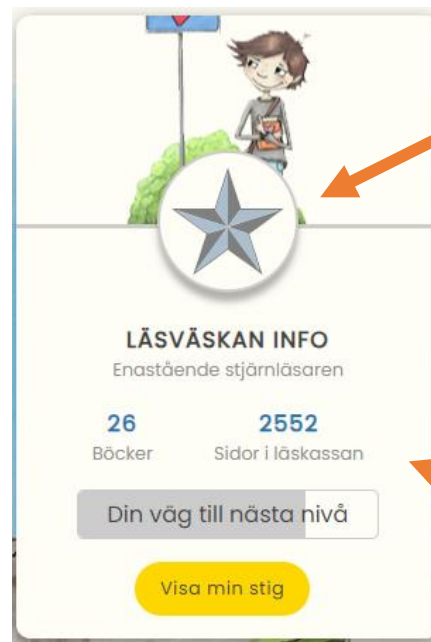 LÄSVÄSKAN INFO
Enastående stjärnläsaren
26 2552
Böcker Sidor i läskassan
Din väg till nästa nivå
Visa min stig